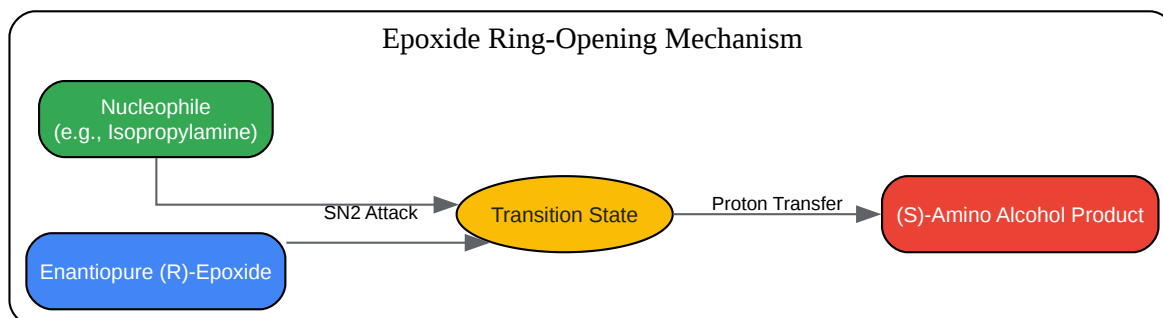 Epoxide Ring-Opening Mechanism
Nucleophile
(e.g., Isopropylamine)
SN2 Attack
Enantiopure (R)-Epoxide
Transition State
Proton Transfer
(S)-Amino Alcohol Product